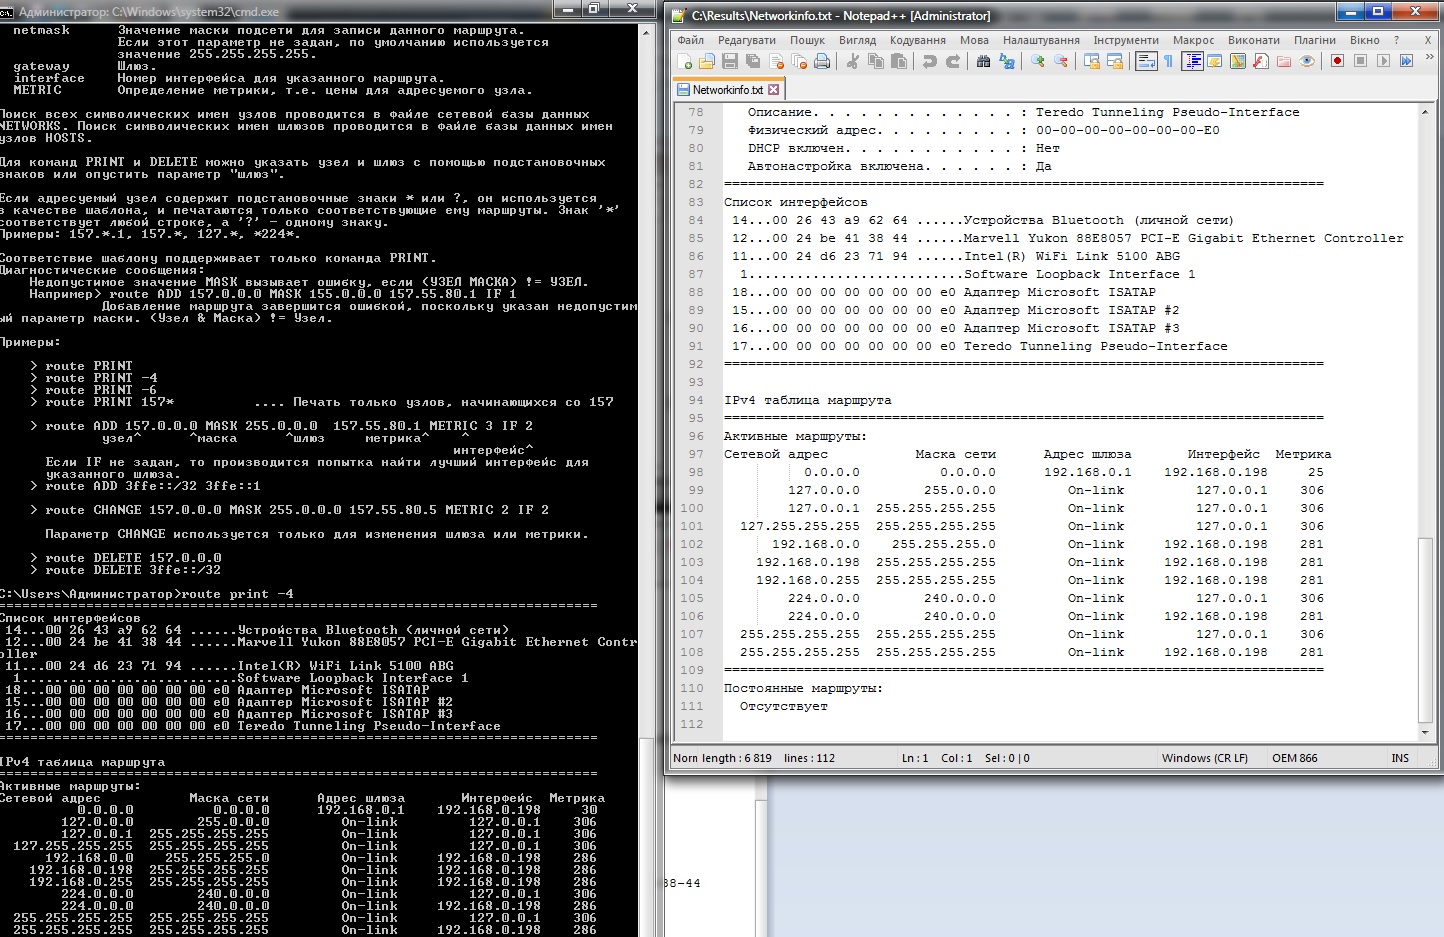 Администратор: C:\Windows\system32\cmd.exe
netmask      Значение маски подсети для записи данного маршрута.
Если этот параметр не задан, по умолчанию используется
значение 255.255.255.255.
gateway      Шлюз.
interface    Номер интерфейса для указанного маршрута.
METRIC       Определение метрики, т.е. цены для адресуемого узла.
Поиск всех символических имен узлов проводится в файле сетевой базы данных
NETWORKS. Поиск символических имен шлюзов проводится в файле базы данных имен
узлов HOSTS.
Для команд PRINT и DELETE можно указать узел и шлюз с помощью подстановочных
знаков или опустить параметр "шлюз".
Если адресуемый узел содержит подстановочные знаки * или ?, он используется
в качестве шаблона, и печатаются только соответствующие ему маршруты. Знак '*'
соответствует любой строке, а '?' - одному знаку.
Примеры: 157.*.1, 157.*, 127.*, *224*.
Соответствие шаблону поддерживает только команда PRINT.
Диагностические сообщения:
Недопустимое значение MASK вызывает ошибку, если (УЗЕЛ МАСКА) != УЗЕЛ.
Например> route ADD 157.0.0.0 MASK 155.0.0.0 157.55.80.1 IF 1
Добавление маршрута завершится ошибкой, поскольку указан недопустим
ый параметр маски. (Узел & Маска) != Узел.
Примеры:
> route PRINT
> route PRINT -4
> route PRINT -6
> route PRINT 157*          .... Печать только узлов, начинающихся со 157
> route ADD 157.0.0.0 MASK 255.0.0.0  157.55.80.1 METRIC 3 IF 2
узел^      ^маска      ^шлюз     метрика^    ^
интерфейс^
Если IF не задан, то производится попытка найти лучший интерфейс для
указанного шлюза.
> route ADD 3ffe::/32 3ffe::1
> route CHANGE 157.0.0.0 MASK 255.0.0.0 157.55.80.5 METRIC 2 IF 2
Параметр CHANGE используется только для изменения шлюза или метрики.
> route DELETE 157.0.0.0
> route DELETE 3ffe::/32
C:\Users\Администратор>route print -4
===========================================================================
Список интерфейсов
14...00 26 43 a9 62 64 ......Устройства Bluetooth (личной сети)
12...00 24 be 41 38 44 ......Marvell Yukon 88E8057 PCI-E Gigabit Ethernet Contr
oller
11...00 24 d6 23 71 94 ......Intel(R) WiFi Link 5100 ABG
1...........................Software Loopback Interface 1
18...00 00 00 00 00 00 00 e0 Адаптер Microsoft ISATAP
15...00 00 00 00 00 00 00 e0 Адаптер Microsoft ISATAP #2
16...00 00 00 00 00 00 00 e0 Адаптер Microsoft ISATAP #3
17...00 00 00 00 00 00 00 e0 Teredo Tunneling Pseudo-Interface
===========================================================================
IPv4 таблица маршрута
===========================================================================
Активные маршруты:
Сетевой адрес           Маска сети      Адрес шлюза       Интерфейс  Метрика
0.0.0.0          0.0.0.0      192.168.0.1    192.168.0.198     30
127.0.0.0        255.0.0.0         On-link         127.0.0.1    306
127.0.0.1  255.255.255.255         On-link         127.0.0.1    306
127.255.255.255  255.255.255.255         On-link         127.0.0.1    306
192.168.0.0    255.255.255.0         On-link     192.168.0.198    286
192.168.0.198  255.255.255.255         On-link     192.168.0.198    286
192.168.0.255  255.255.255.255         On-link     192.168.0.198    286
224.0.0.0        240.0.0.0         On-link         127.0.0.1    306
224.0.0.0        240.0.0.0         On-link     192.168.0.198    286
255.255.255.255  255.255.255.255         On-link         127.0.0.1    306
255.255.255.255  255.255.255.255         On-link     192.168.0.198    286
C:\Results\Networkinfo.txt - Notepad++ [Administrator]
Файл Редагувати Пошук Вигляд Кодування Мова Налаштування Інструменти Макрос Виконати Плагіни Вікно ? X
Networkinfo.txt
78 Описание. . . . . . . . . . . . . : Teredo Tunneling Pseudo-Interface
79 Физический адрес. . . . . . . . . : 00-00-00-00-00-00-00-E0
80 DHCP включен. . . . . . . . . . . : Нет
81 Автонастройка включена. . . . . . : Да
82 ===========================================================================
83 Список интерфейсов
84 14...00 26 43 a9 62 64 ......Устройства Bluetooth (личной сети)
85 12...00 24 be 41 38 44 ......Marvell Yukon 88E8057 PCI-E Gigabit Ethernet Controller
86 11...00 24 d6 23 71 94 ......Intel(R) WiFi Link 5100 ABG
87 1...........................Software Loopback Interface 1
88 18...00 00 00 00 00 00 00 e0 Адаптер Microsoft ISATAP
89 15...00 00 00 00 00 00 00 e0 Адаптер Microsoft ISATAP #2
90 16...00 00 00 00 00 00 00 e0 Адаптер Microsoft ISATAP #3
91 17...00 00 00 00 00 00 00 e0 Teredo Tunneling Pseudo-Interface
92 ===========================================================================
93
94 IPv4 таблица маршрута
95 ===========================================================================
96 Активные маршруты:
97 Сетевой адрес           Маска сети      Адрес шлюза       Интерфейс  Метрика
98 0.0.0.0          0.0.0.0      192.168.0.1    192.168.0.198     25
99 127.0.0.0        255.0.0.0         On-link         127.0.0.1    306
100 127.0.0.1  255.255.255.255         On-link         127.0.0.1    306
101 127.255.255.255  255.255.255.255         On-link         127.0.0.1    306
102 192.168.0.0    255.255.255.0         On-link     192.168.0.198    281
103 192.168.0.198  255.255.255.255         On-link     192.168.0.198    281
104 192.168.0.255  255.255.255.255         On-link     192.168.0.198    281
105 224.0.0.0        240.0.0.0         On-link         127.0.0.1    306
106 224.0.0.0        240.0.0.0         On-link     192.168.0.198    281
107 255.255.255.255  255.255.255.255         On-link         127.0.0.1    306
108 255.255.255.255  255.255.255.255         On-link     192.168.0.198    281
109 ===========================================================================
110 Постоянные маршруты:
111 Отсутствует
112
Norn length : 6 819 lines : 112 Ln : 1 Col : 1 Sel : 0 | 0 Windows (CR LF) OEM 866 INS
38-44